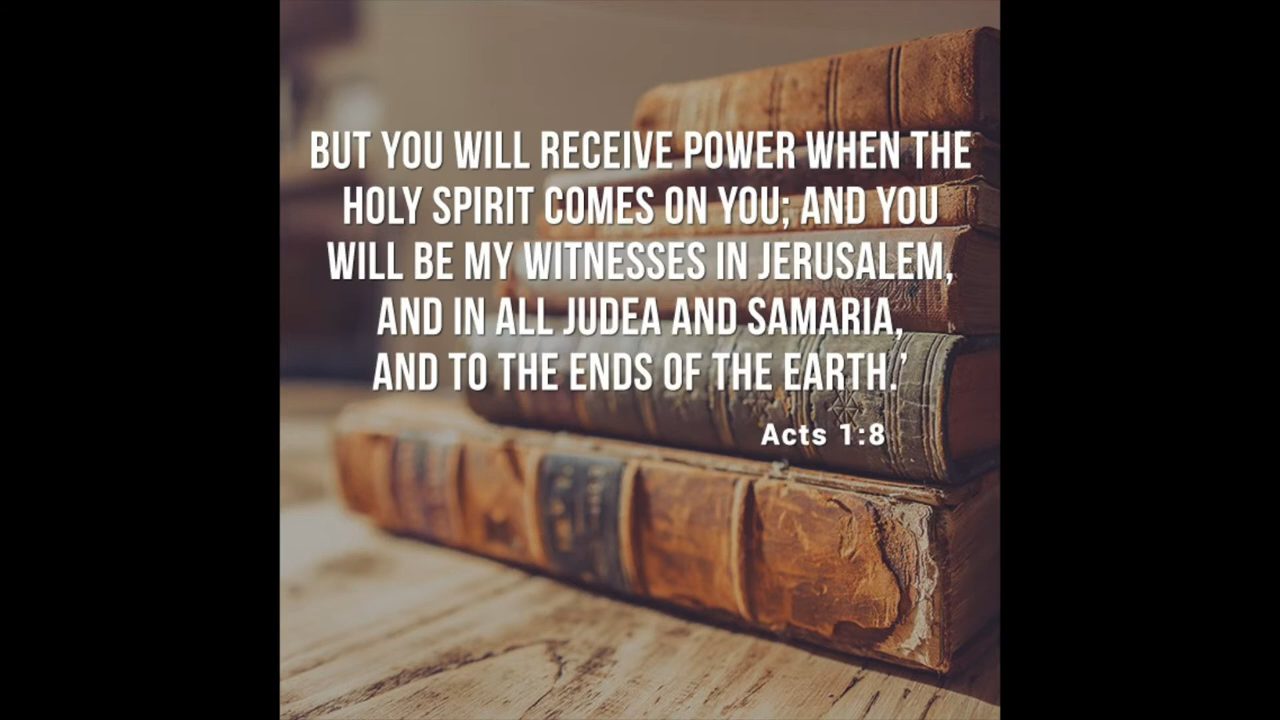 BUT YOU WILL RECEIVE POWER WHEN THE
HOLY SPIRIT COMES ON YOU; AND YOU
WILL BE MY WITNESSES IN JERUSALEM,
AND IN ALL JUDEA AND SAMARIA,
AND TO THE ENDS OF THE EARTH.’
Acts 1:8